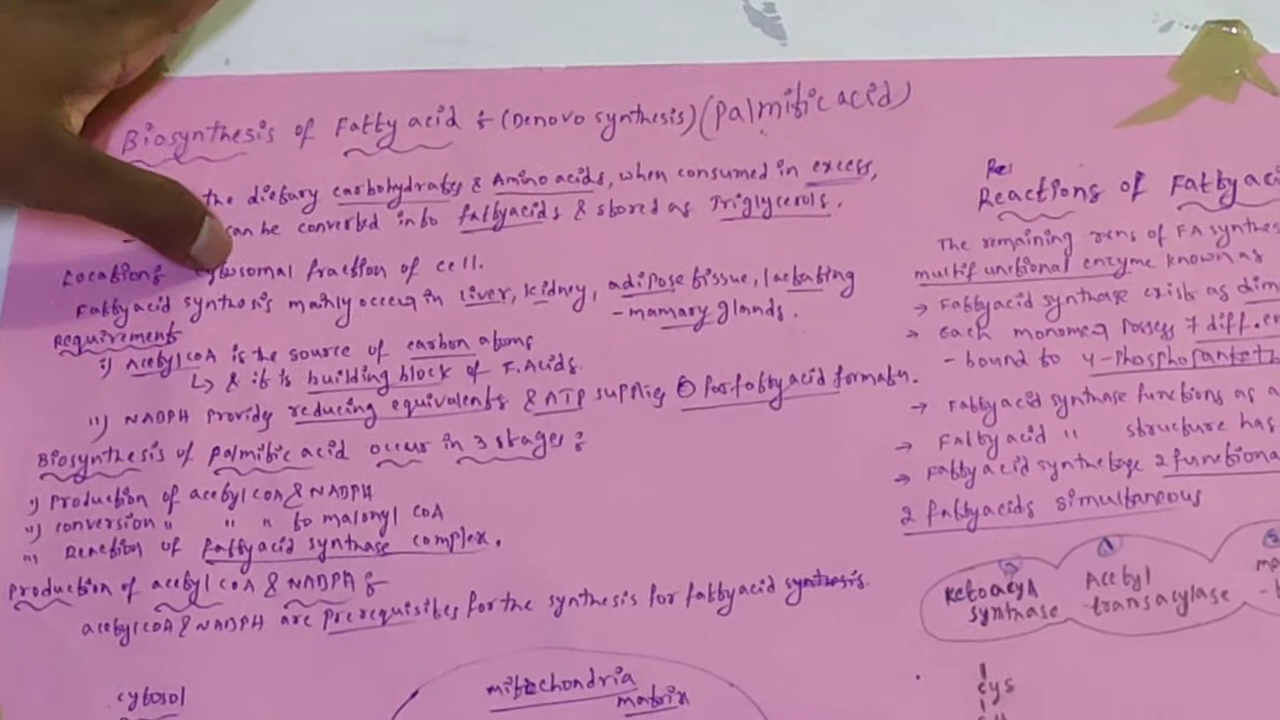 Biosynthesis of Fatty acid :- (Denovo synthesis) (palmitic acid)
the dietary carbohydrates & Amino acids, when consumed in excess,
can be converted into fattyacids & stored as Triglycerols.
Location: cytosomal fraction of cell.
Fattyacid synthesis mainly occurs in liver, kidney, adipose tissue, lactating
- mamary glands.
Requirements
i) Acetyl coA is the source of carbon atoms
↳ & it is building block of F.Acids.
ii) NADPH provides reducing equivalents & ATP supplies for fattyacid formatn.
Biosynthesis of palmitic acid occur in 3 stages:
i) production of acetyl coA & NADPH
ii) conversion " " " to malonyl coA
iii) Reaction of fattyacid synthase complex.
production of acetyl coA & NADPH :-
acetyl coA & NADPH are prerequisites for the synthesis for fattyacid synthesis.
cytosol
mitochondria
matrix
Re
Reactions of Fattyaci
The remaining rxns of FA synthes
multifunctional enzyme known as
→ Fattyacid synthase exist as dim
→ each monomer possess 7 differen
- bound to 4-phosphopantet
→ Fattyacid synthase functions as a
→ Fattyacid " structure has
→ Fattyacid synthetase 2 functiona
2 fattyacids simultaneous
Ketoacyl
synthase
1
Acetyl
-transacylase
ma
- t
cys